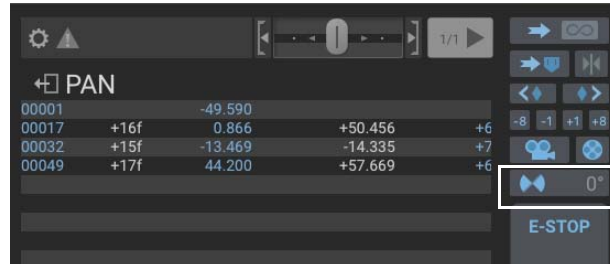 1/1
PAN
00001 -49.590
00017 +16f 0.866 +50.456 +6
00032 +15f -13.469 -14.335 +7
00049 +17f 44.200 +57.669 +6
-8 -1 +1 +8
0°
E-STOP